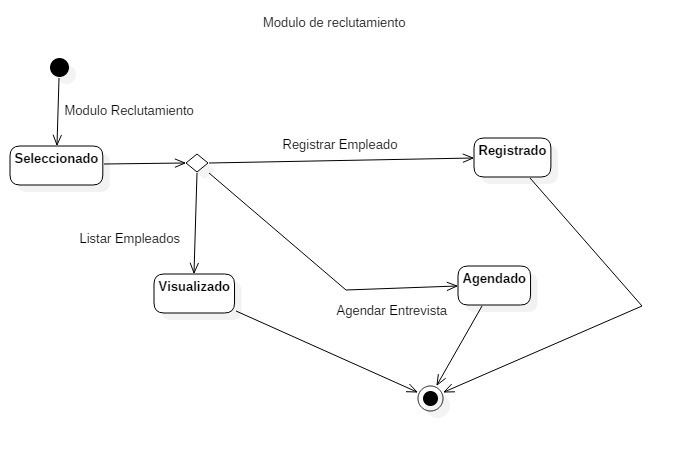 Modulo de reclutamiento
Modulo Reclutamiento
Registrar Empleado
Registrado
Seleccionado
Listar Empleados
Visualizado
Agendado
Agendar Entrevista